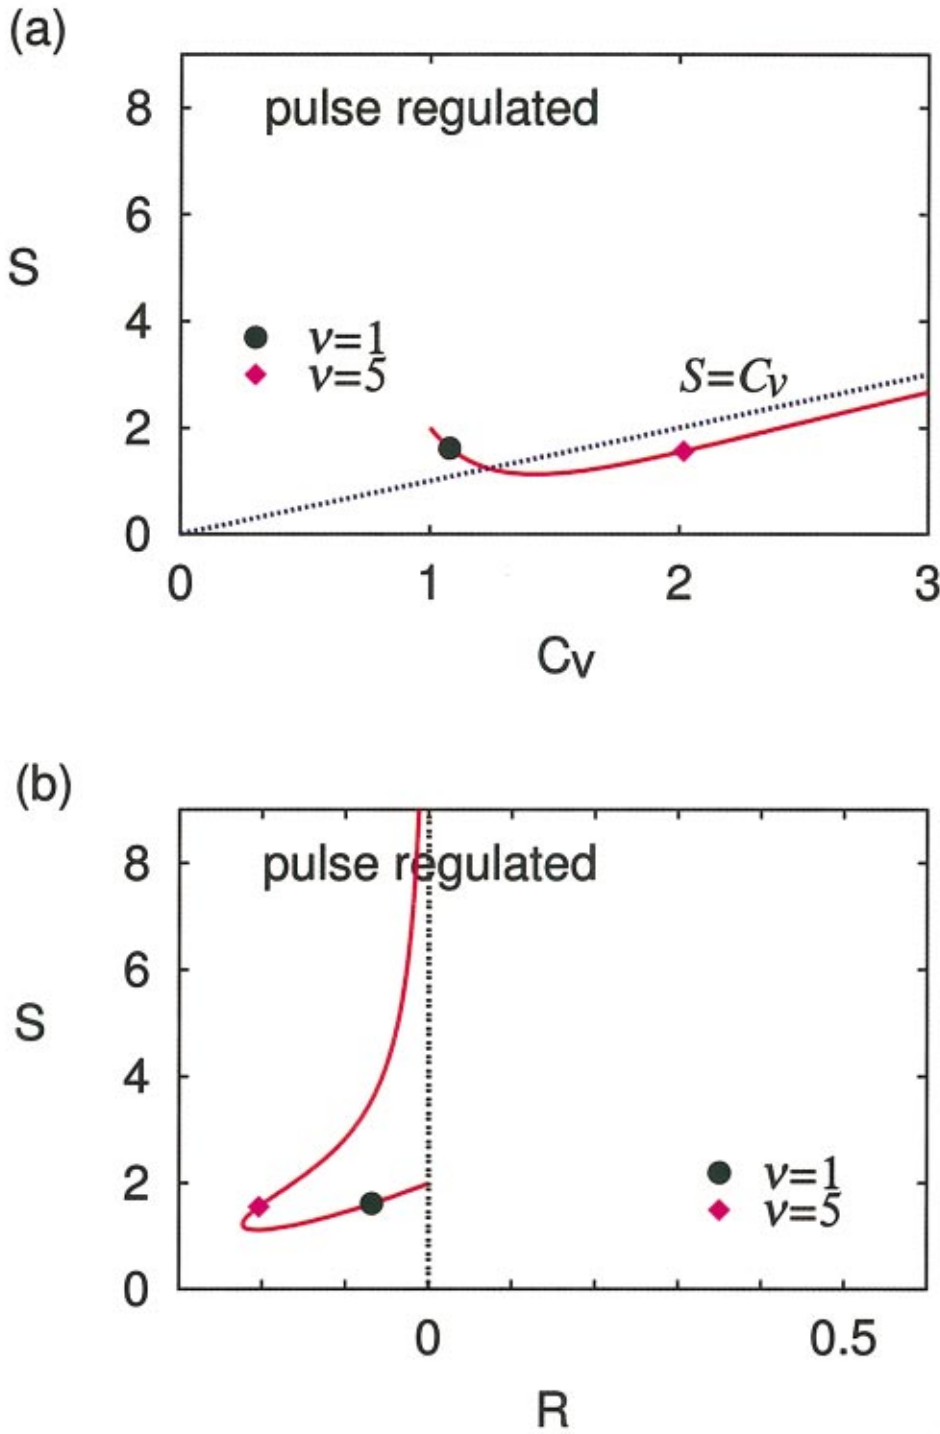 (a)
pulse regulated
8
6
S
4
ν=1
ν=5
S=Cv
2
0
0 1 2 3
Cv
(b)
pulse regulated
8
6
S
4
2
ν=1
ν=5
0
0 0.5
R